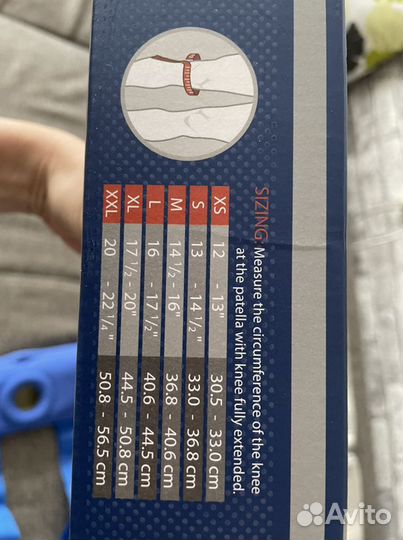 SIZING. Measure the circumference of the knee
at the patella with knee fully extended.
XS 12 - 13" 30.5 - 33.0 cm
S 13 - 14 1/2" 33.0 - 36.8 cm
M 14 1/2 - 16" 36.8 - 40.6 cm
L 16 - 17 1/2" 40.6 - 44.5 cm
XL 17 1/2 - 20" 44.5 - 50.8 cm
XXL 20 - 22 1/4" 50.8 - 56.5 cm
Avito